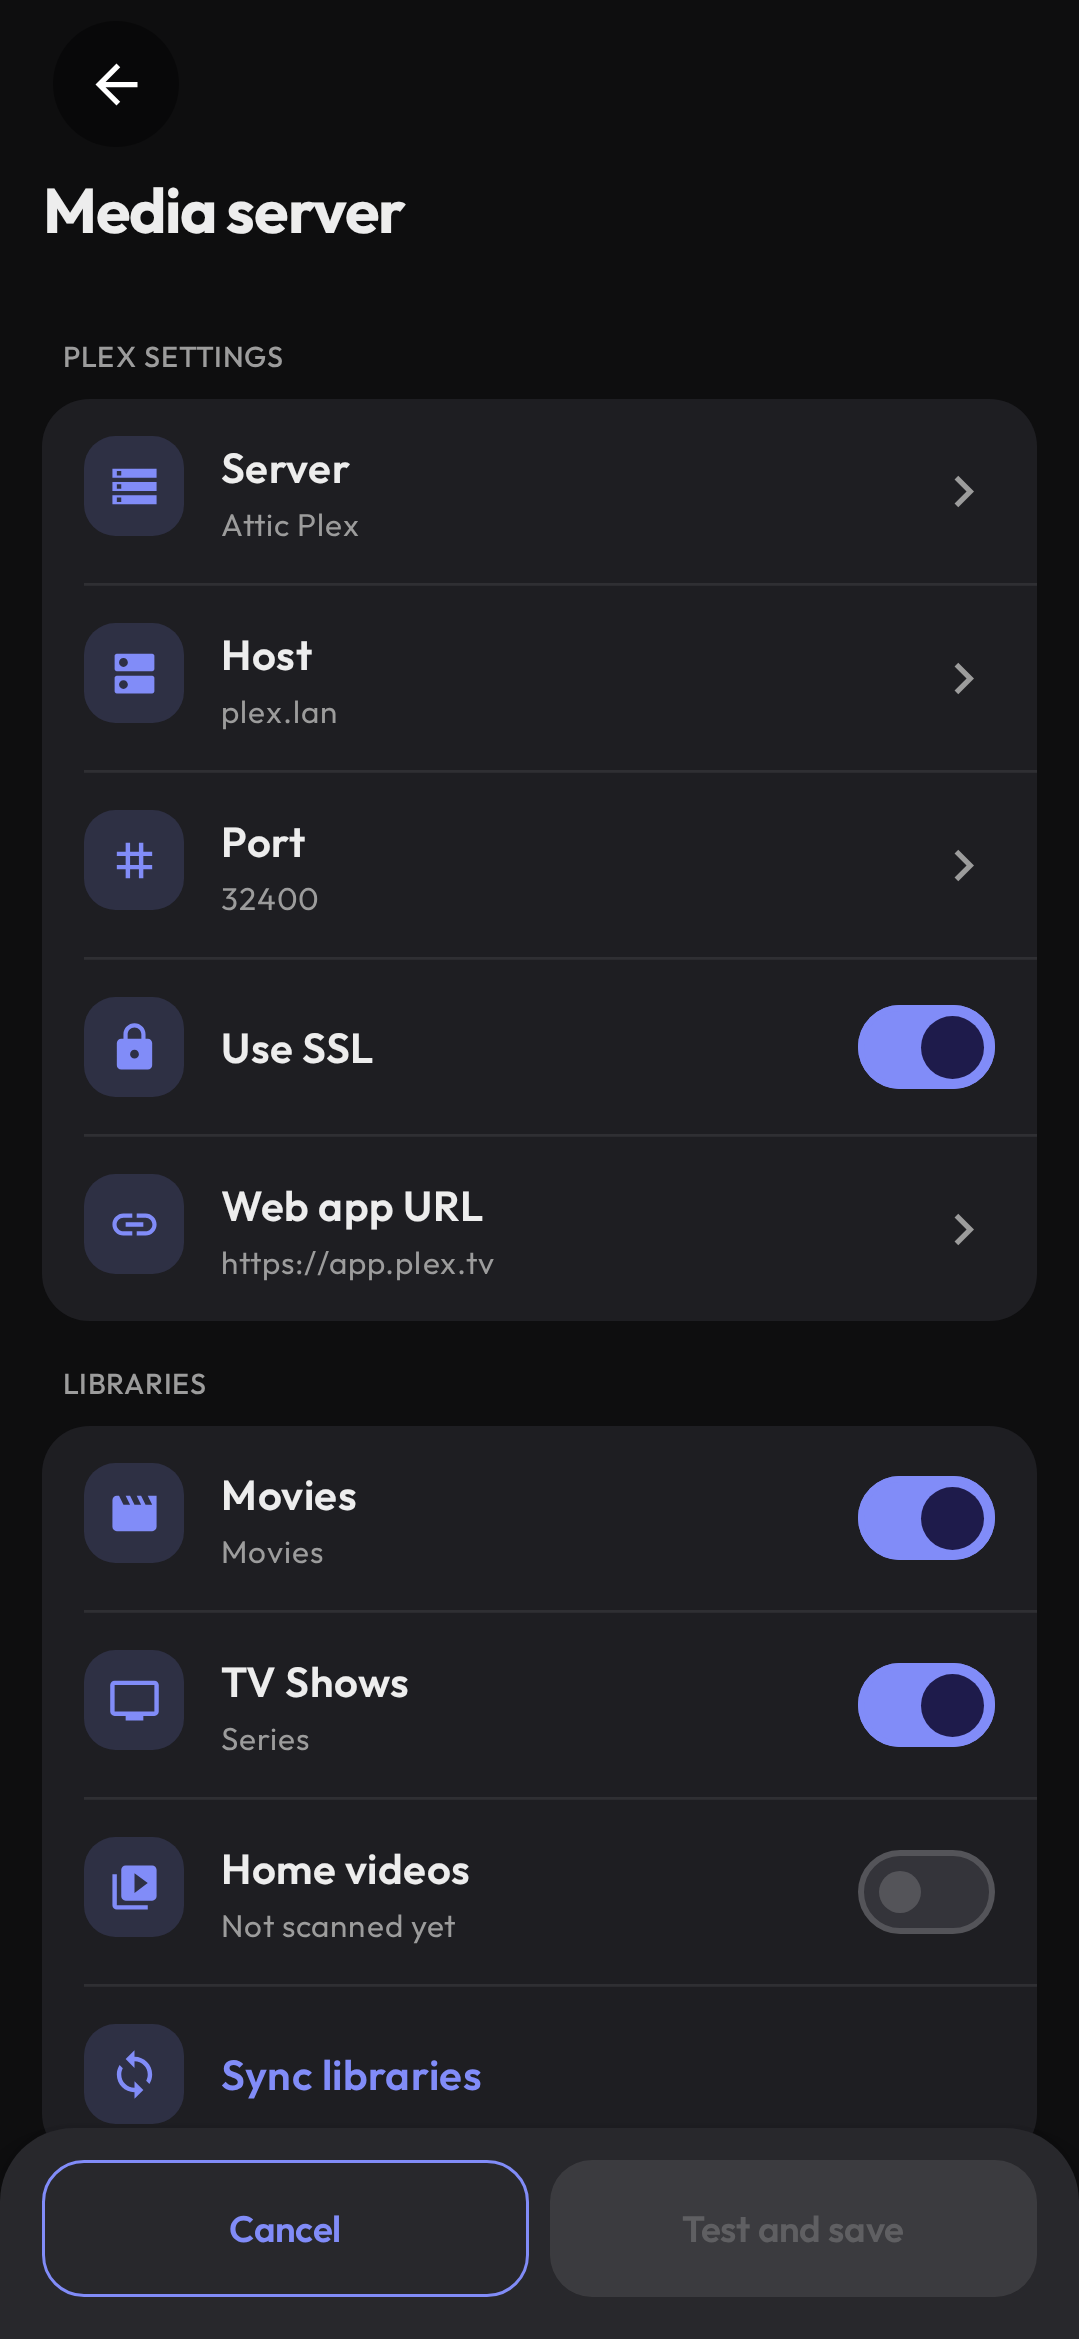 Media server
PLEX SETTINGS
Server
Attic Plex
Host
plex.lan
Port
32400
Use SSL
Web app URL
https://app.plex.tv
LIBRARIES
Movies
Movies
TV Shows
Series
Home videos
Not scanned yet
Sync libraries
Cancel
Test and save